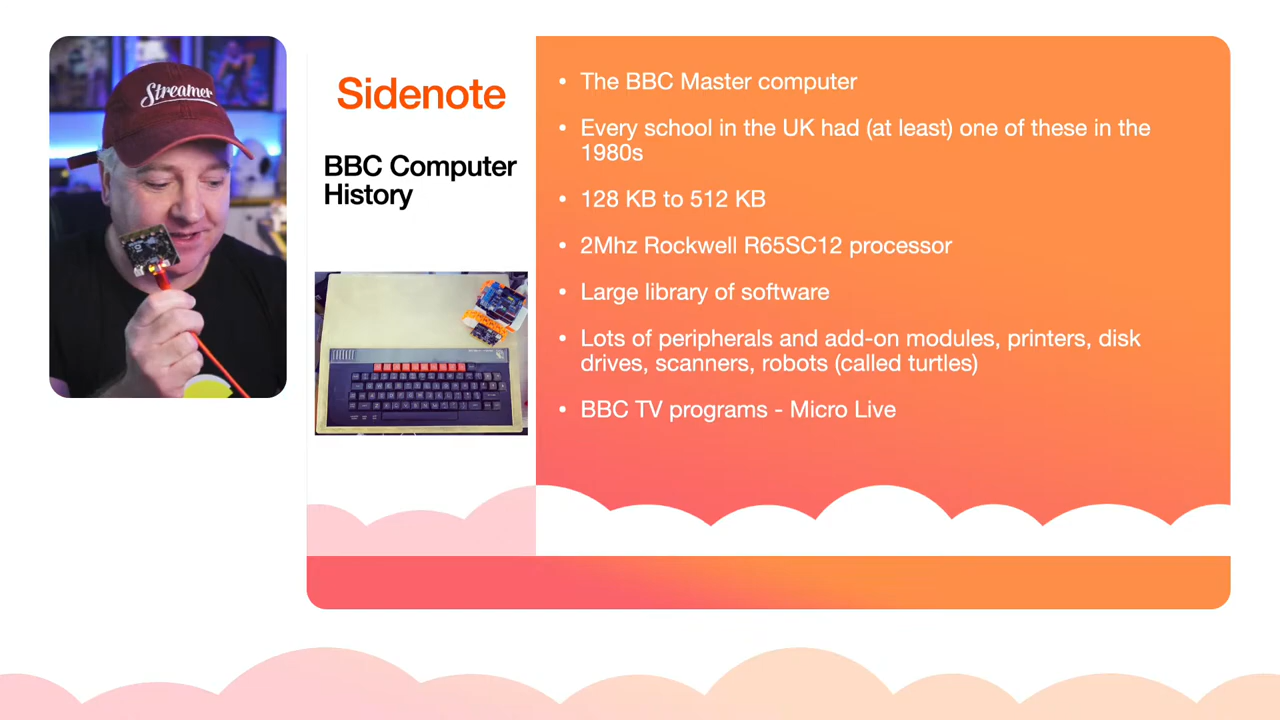 Streamer
Sidenote
BBC Computer
History
• The BBC Master computer
• Every school in the UK had (at least) one of these in the
1980s
• 128 KB to 512 KB
• 2Mhz Rockwell R65SC12 processor
• Large library of software
• Lots of peripherals and add-on modules, printers, disk
drives, scanners, robots (called turtles)
• BBC TV programs - Micro Live